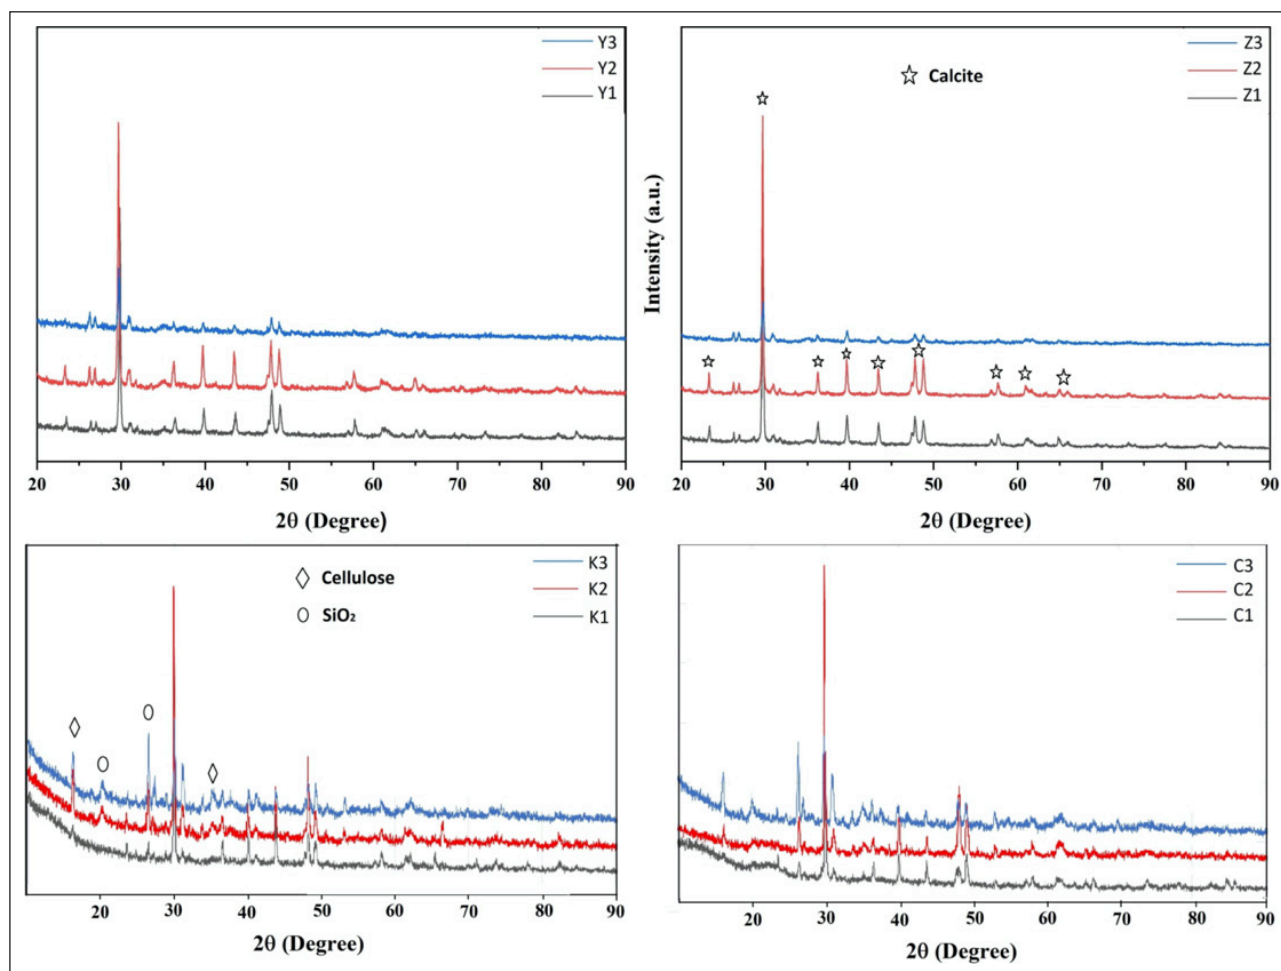 Y3
Y2
Y1
20 30 40 50 60 70 80 90
2θ (Degree)
Z3
Z2
Z1
Calcite
Intensity (a.u.)
20 30 40 50 60 70 80 90
2θ (Degree)
K3
K2
K1
Cellulose
SiO₂
20 30 40 50 60 70 80 90
2θ (Degree)
C3
C2
C1
20 30 40 50 60 70 80 90
2θ (Degree)